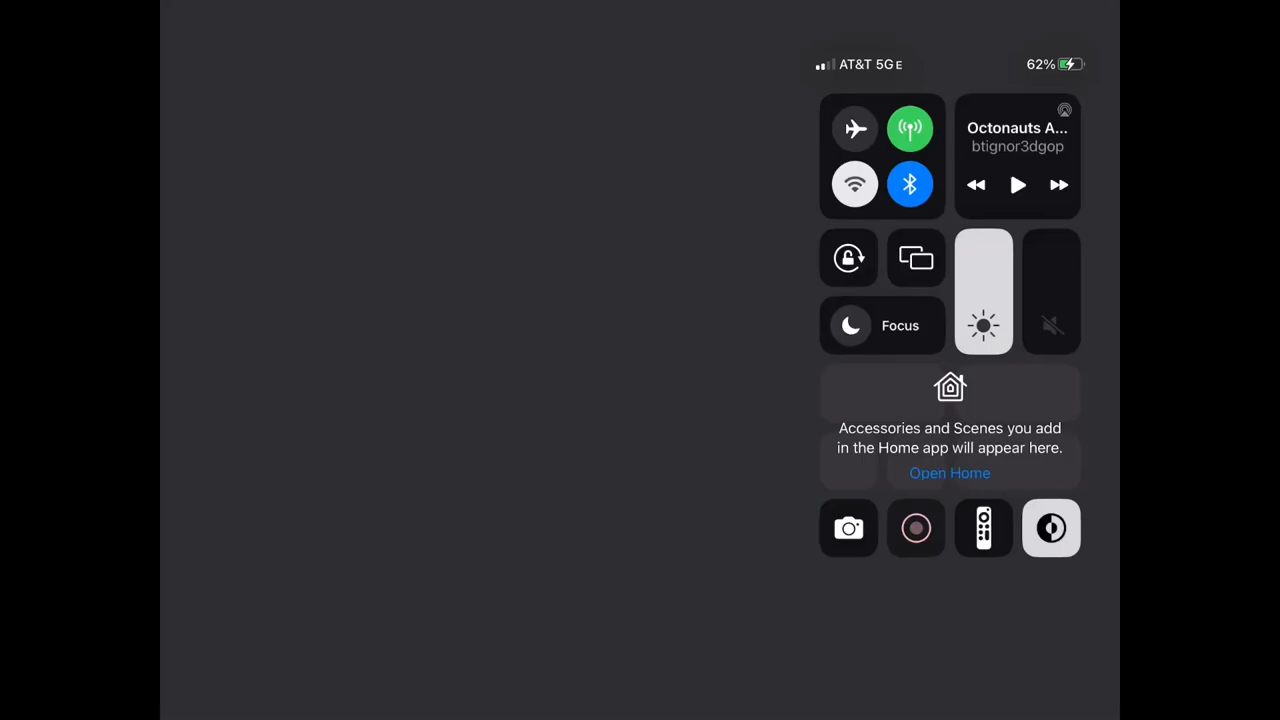 AT&T 5G E
62%
Octonauts A...
btignor3dgop
Focus
Accessories and Scenes you add
in the Home app will appear here.
Open Home